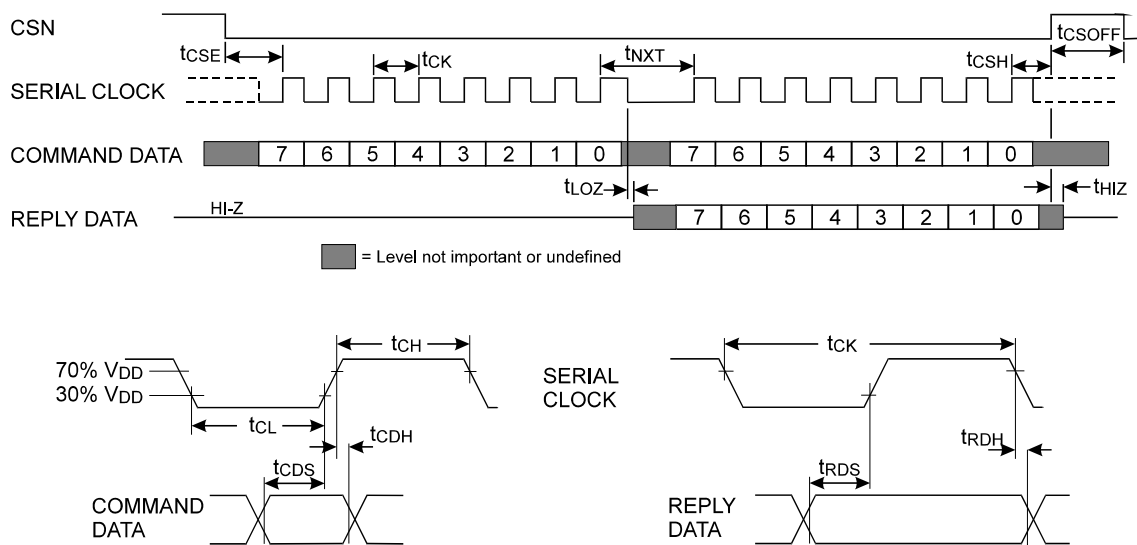 CSN
tCSOFF
tCSE
tCK
tNXT
tCSH
SERIAL CLOCK
COMMAND DATA 7 6 5 4 3 2 1 0 7 6 5 4 3 2 1 0
tLOZ
tHIZ
REPLY DATA HI-Z 7 6 5 4 3 2 1 0
= Level not important or undefined
tCH
tCK
70% VDD
30% VDD
SERIAL
CLOCK
tCL
tCDH
tRDH
tCDS
tRDS
COMMAND
DATA
REPLY
DATA